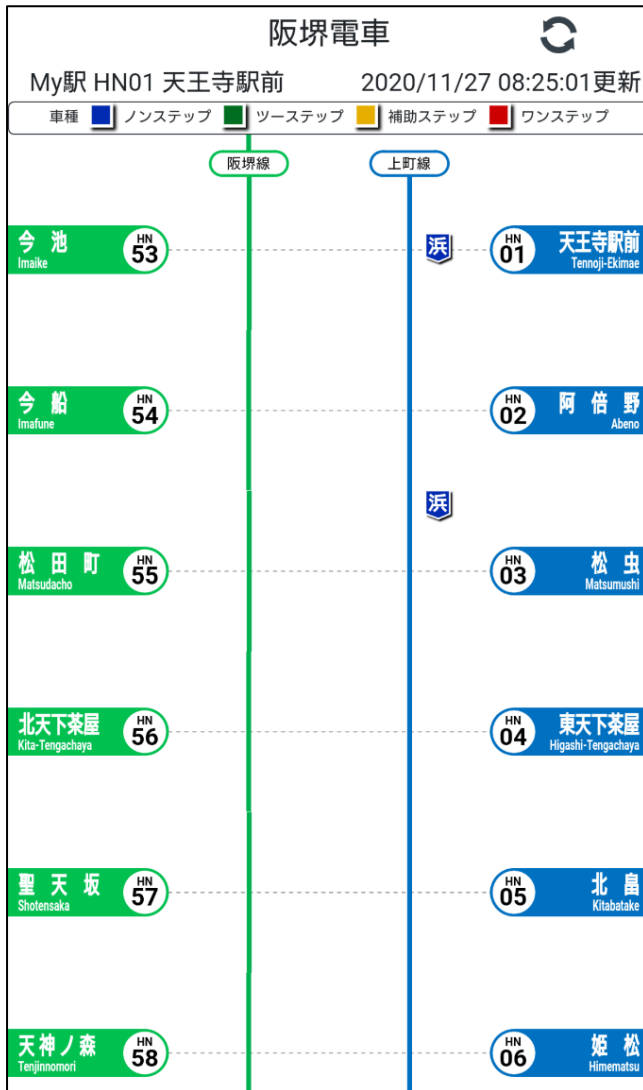 阪堺電車
My駅 HN01 天王寺駅前 2020/11/27 08:25:01更新
車種 ノンステップ ツーステップ 補助ステップ ワンステップ
阪堺線 上町線
今池 HN 53 浜 HN 01 天王寺駅前
Imaike Tennoji-Ekimae
今船 HN 54 HN 02 阿倍野
Imafune Abeno
浜
松田町 HN 55 HN 03 松虫
Matsudacho Matsumushi
北天下茶屋 HN 56 HN 04 東天下茶屋
Kita-Tengachaya Higashi-Tengachaya
聖天坂 HN 57 HN 05 北畠
Shotensaka Kitabatake
天神ノ森 HN 58 HN 06 姫松
Tenjinnomori Himematsu